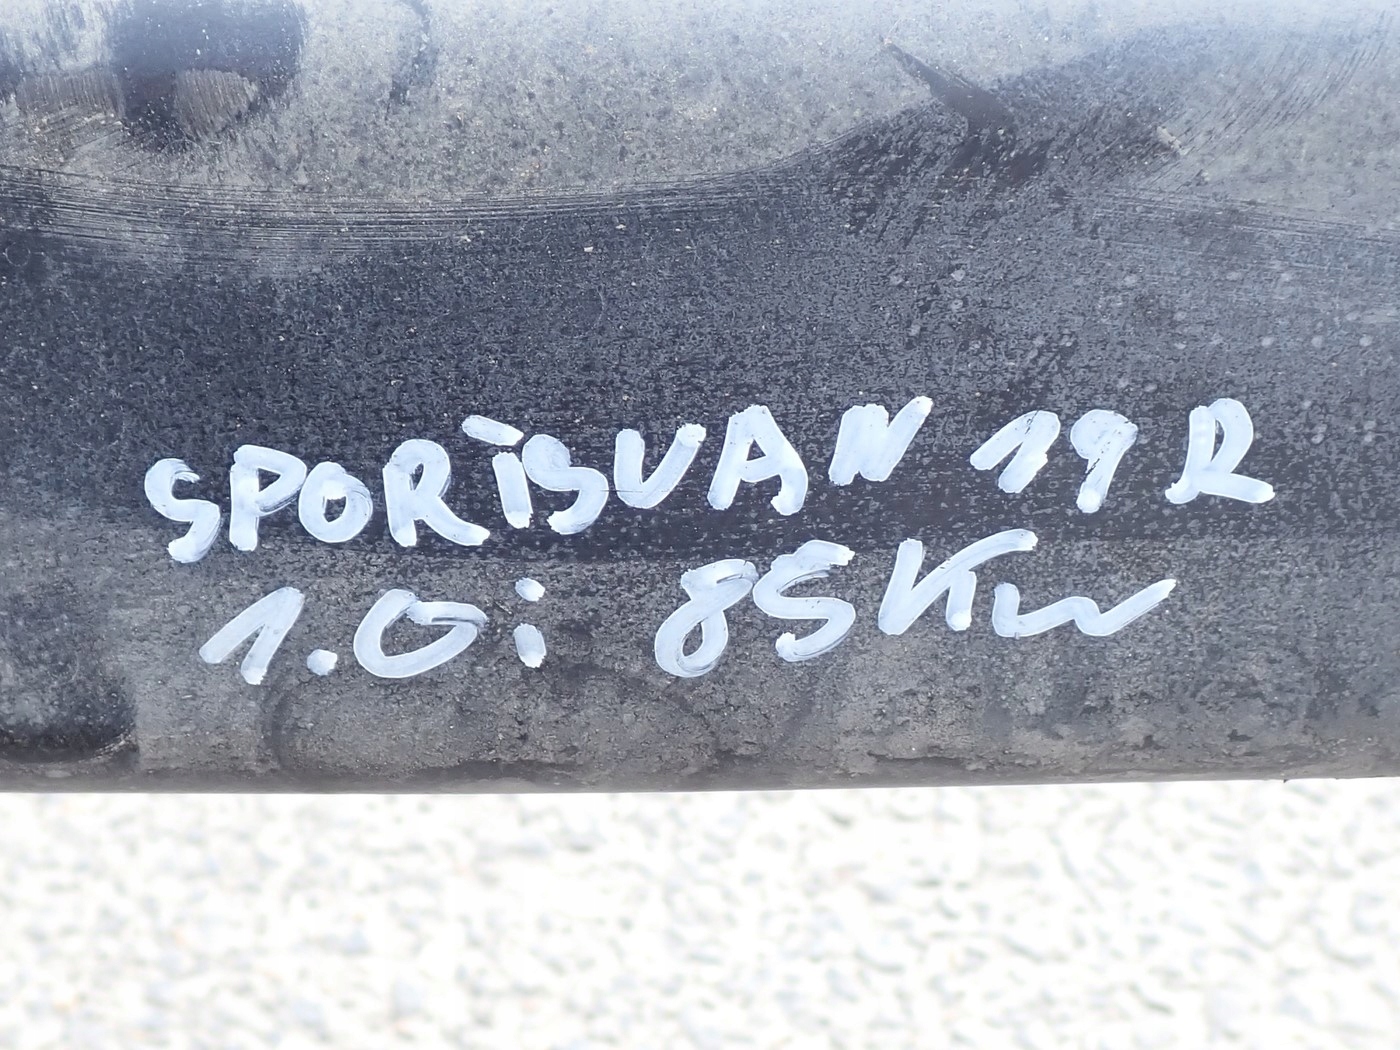 SPORTSVAN 19R
1.0i 85Kw